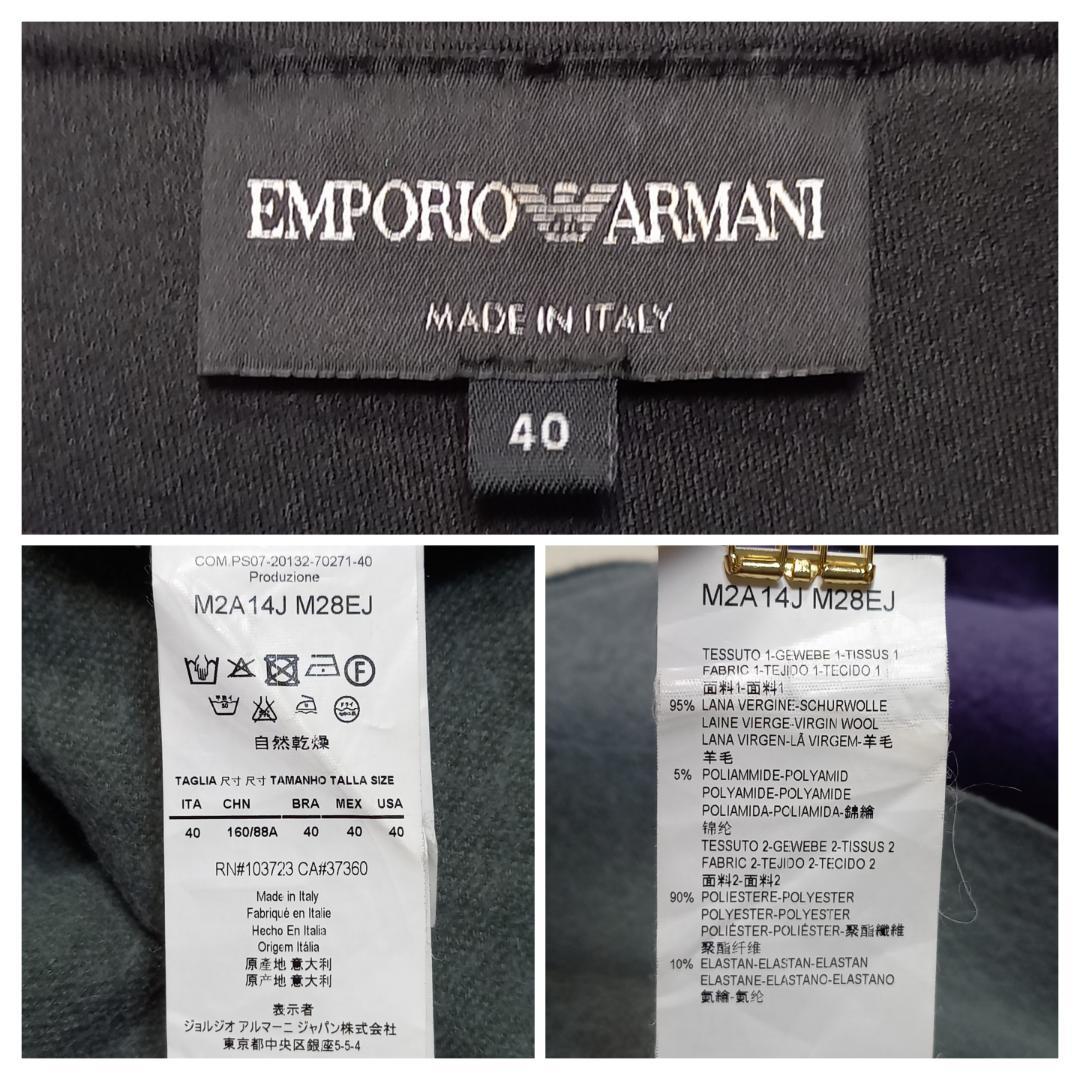 EMPORIO ARMANI
MADE IN ITALY
40
COM.PS07-20132-70271-40
Produzione
M2A14J M28EJ
F
自然乾燥
TAGLIA 尺寸 尺寸 TAMANHO TALLA SIZE
ITA CHN BRA MEX USA
40 160/88A 40 40 40
RN#103723 CA#37360
Made in Italy
Fabriqué en Italie
Hecho En Italia
Origem Itália
原產地 意大利
原产地 意大利
表示者
ジョルジオ アルマーニ ジャパン株式会社
東京都中央区銀座5-5-4
M2A14J M28EJ
TESSUTO 1-GEWEBE 1-TISSUS 1
FABRIC 1-TEJIDO 1-TECIDO 1
面料1-面料1
95% LANA VERGINE-SCHURWOLLE
LAINE VIERGE-VIRGIN WOOL
LANA VIRGEN-LÃ VIRGEM-羊毛
羊毛
5% POLIAMMIDE-POLYAMID
POLYAMIDE-POLYAMIDE
POLIAMIDA-POLIAMIDA-錦綸
锦纶
TESSUTO 2-GEWEBE 2-TISSUS 2
FABRIC 2-TEJIDO 2-TECIDO 2
面料2-面料2
90% POLIESTERE-POLYESTER
POLYESTER-POLYESTER
POLIÉSTER-POLIÉSTER-聚酯纖維
聚酯纤维
10% ELASTAN-ELASTAN-ELASTAN
ELASTANE-ELASTANO-ELASTANO
氨綸-氨纶